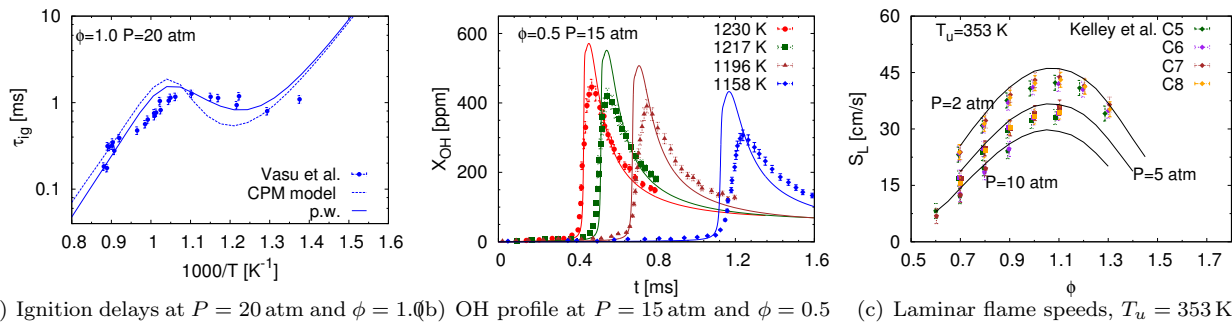 ϕ=1.0 P=20 atm
τig [ms]
10
1
0.1
Vasu et al.
CPM model
p.w.
0.8 0.9 1 1.1 1.2 1.3 1.4 1.5 1.6
1000/T [K-1]
) Ignition delays at P = 20 atm and ϕ = 1.0
ϕ=0.5 P=15 atm
XOH [ppm]
600
400
200
0
1230 K
1217 K
1196 K
1158 K
0 0.4 0.8 1.2 1.6
t [ms]
(b) OH profile at P = 15 atm and ϕ = 0.5
Tu=353 K
Kelley et al. C5
C6
C7
C8
SL [cm/s]
60
45
30
15
0
P=2 atm
P=10 atm
P=5 atm
0.5 0.7 0.9 1.1 1.3 1.5 1.7
ϕ
(c) Laminar flame speeds, Tu = 353 K